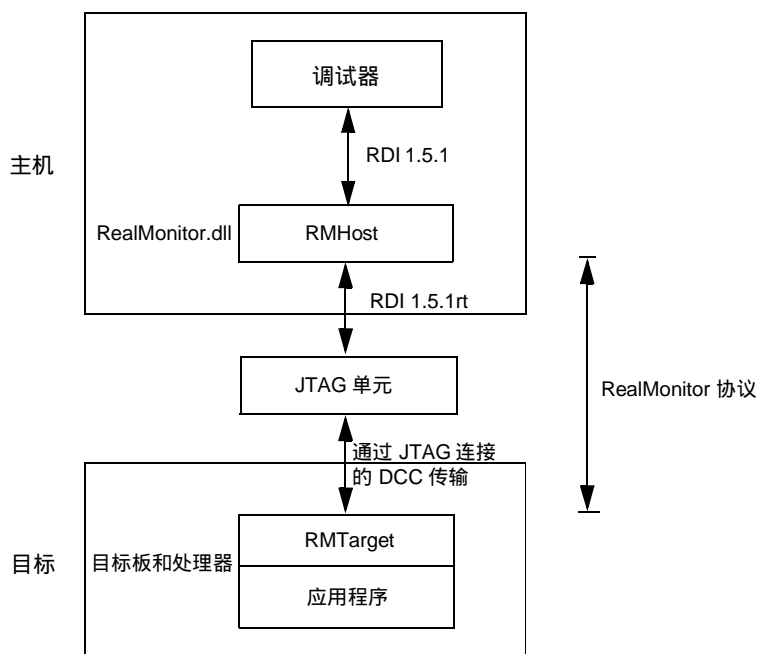 调试器
RDI 1.5.1
主机
RealMonitor.dll
RMHost
RDI 1.5.1rt
JTAG 单元
RealMonitor 协议
通过 JTAG 连接
的 DCC 传输
RMTarget
目标
目标板和处理器
应用程序